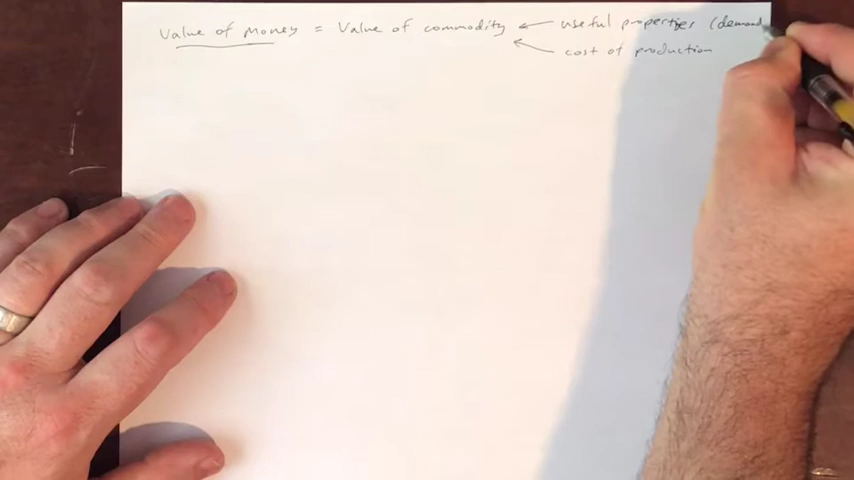 Value of Money = Value of commodity ← useful properties (demand
← cost of production